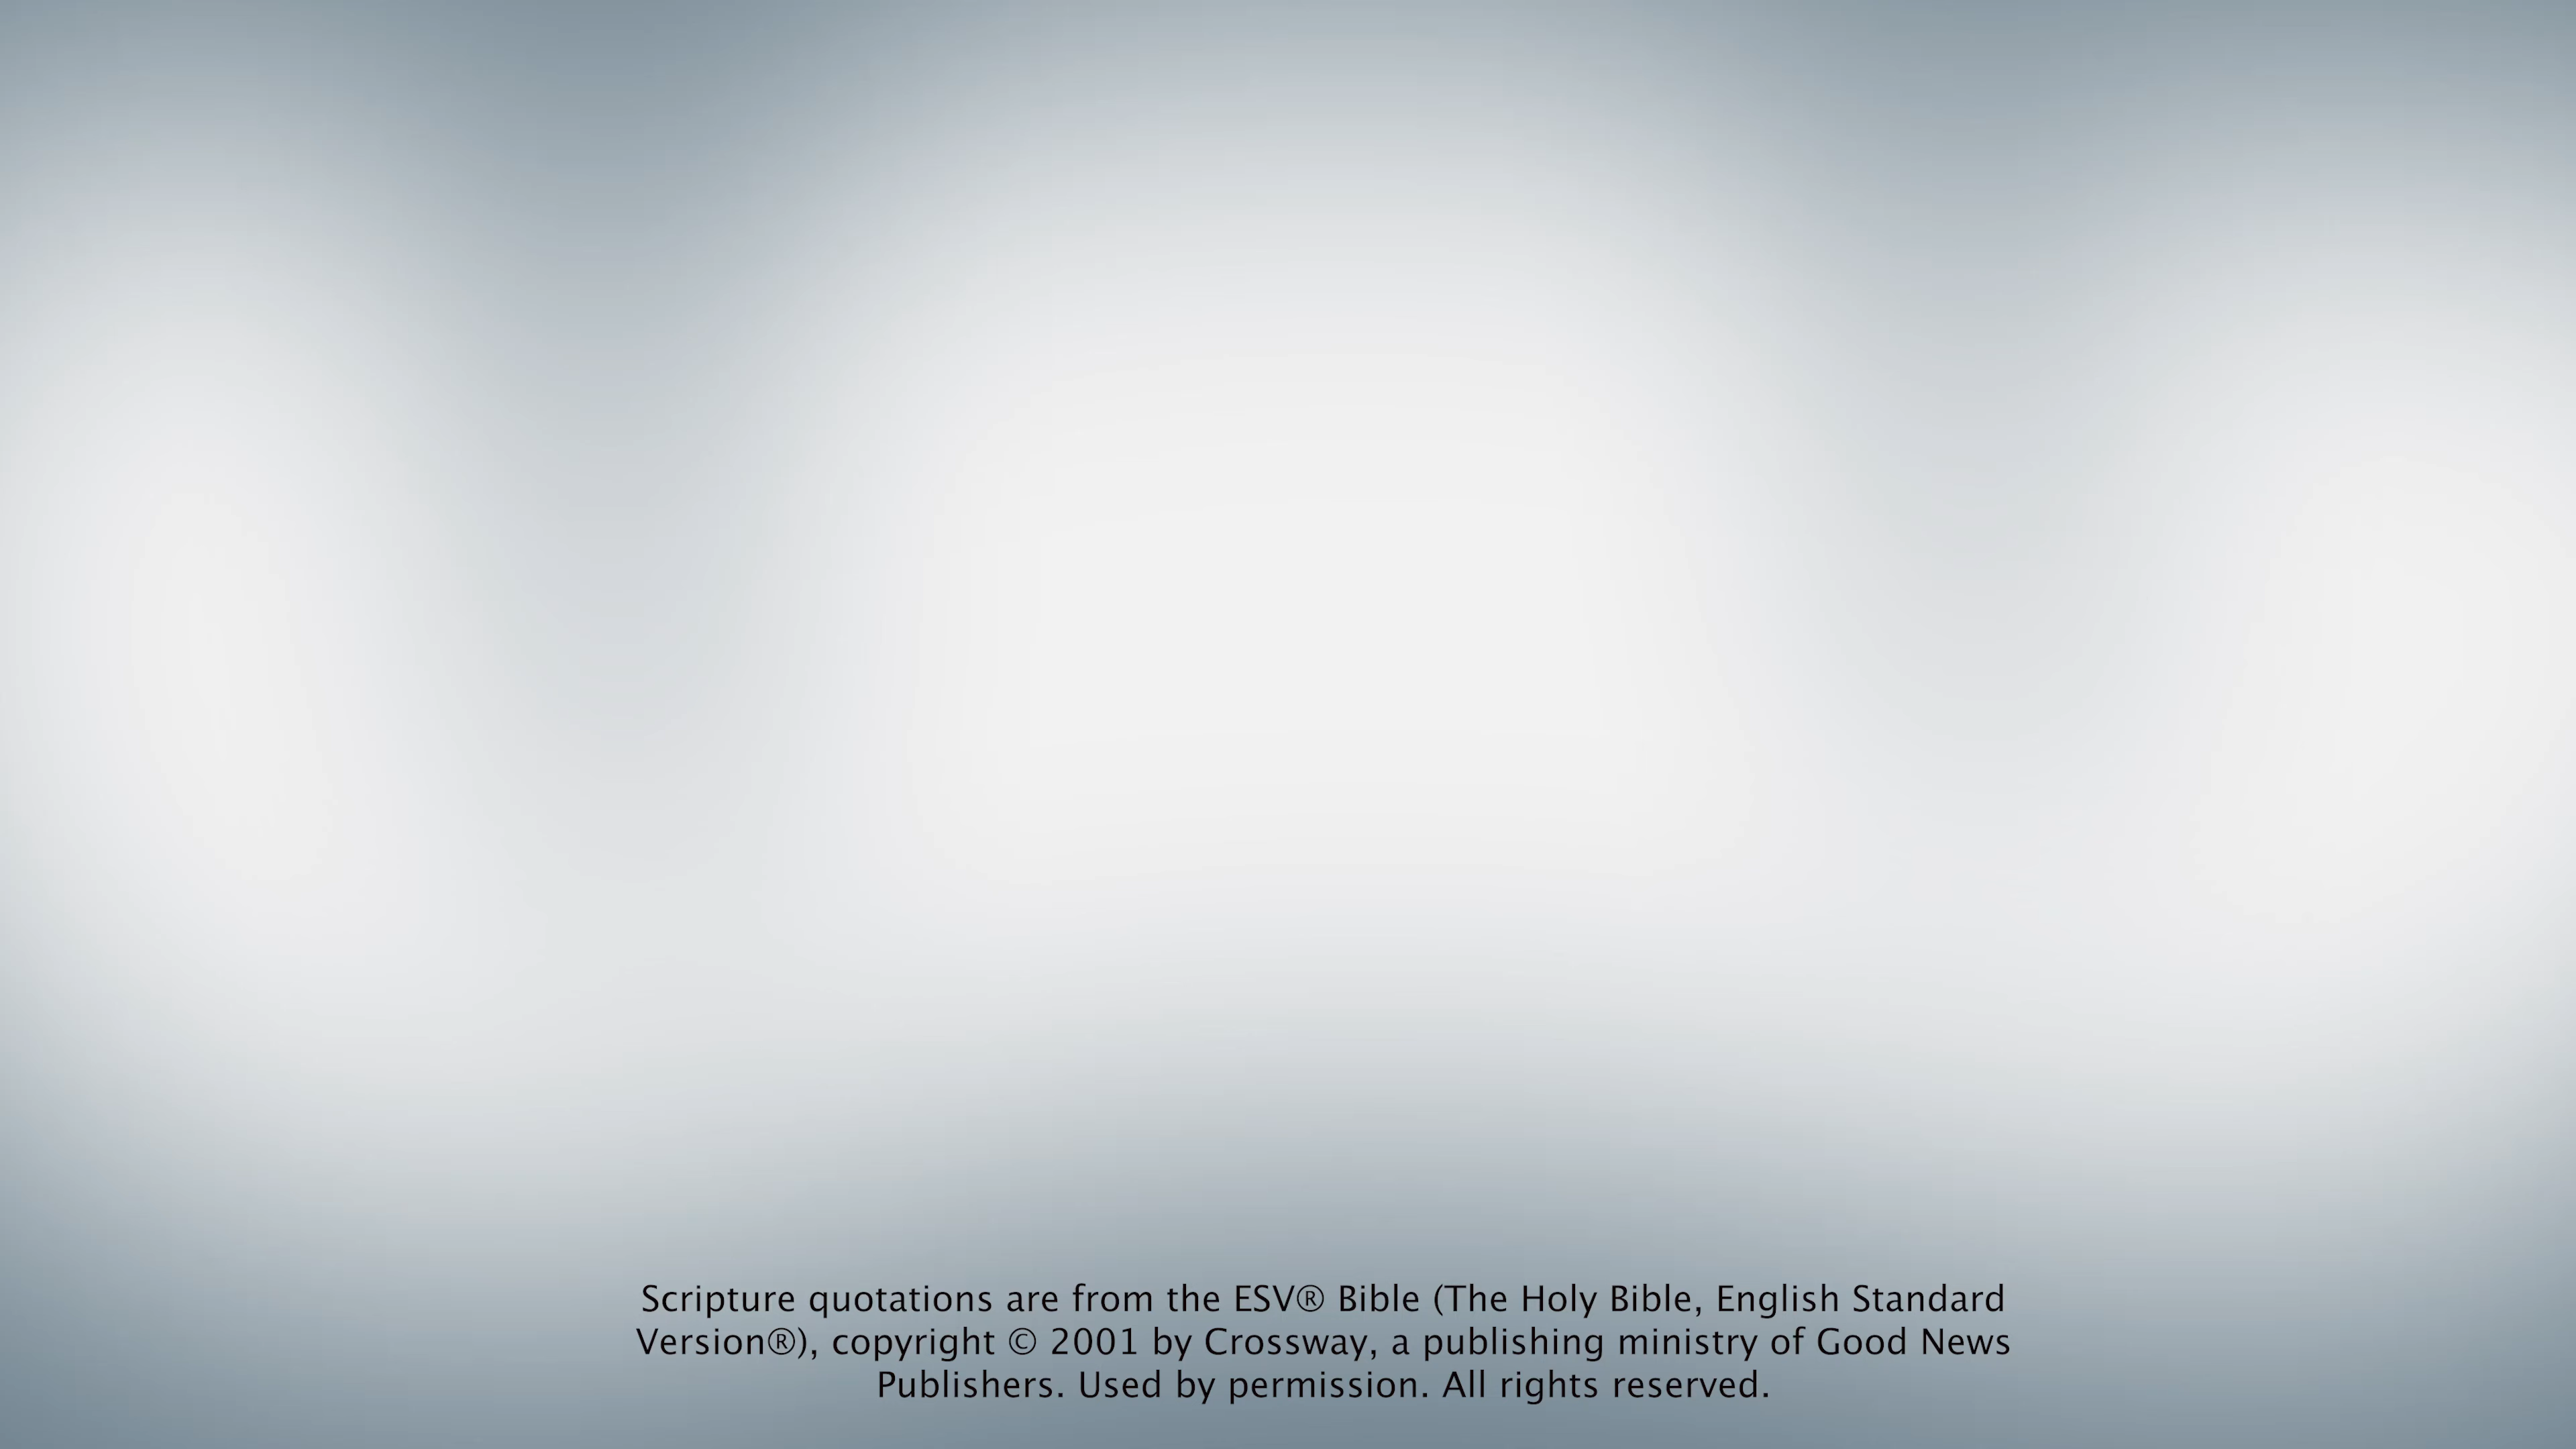 Scripture quotations are from the ESV® Bible (The Holy Bible, English Standard
Version®), copyright © 2001 by Crossway, a publishing ministry of Good News
Publishers. Used by permission. All rights reserved.